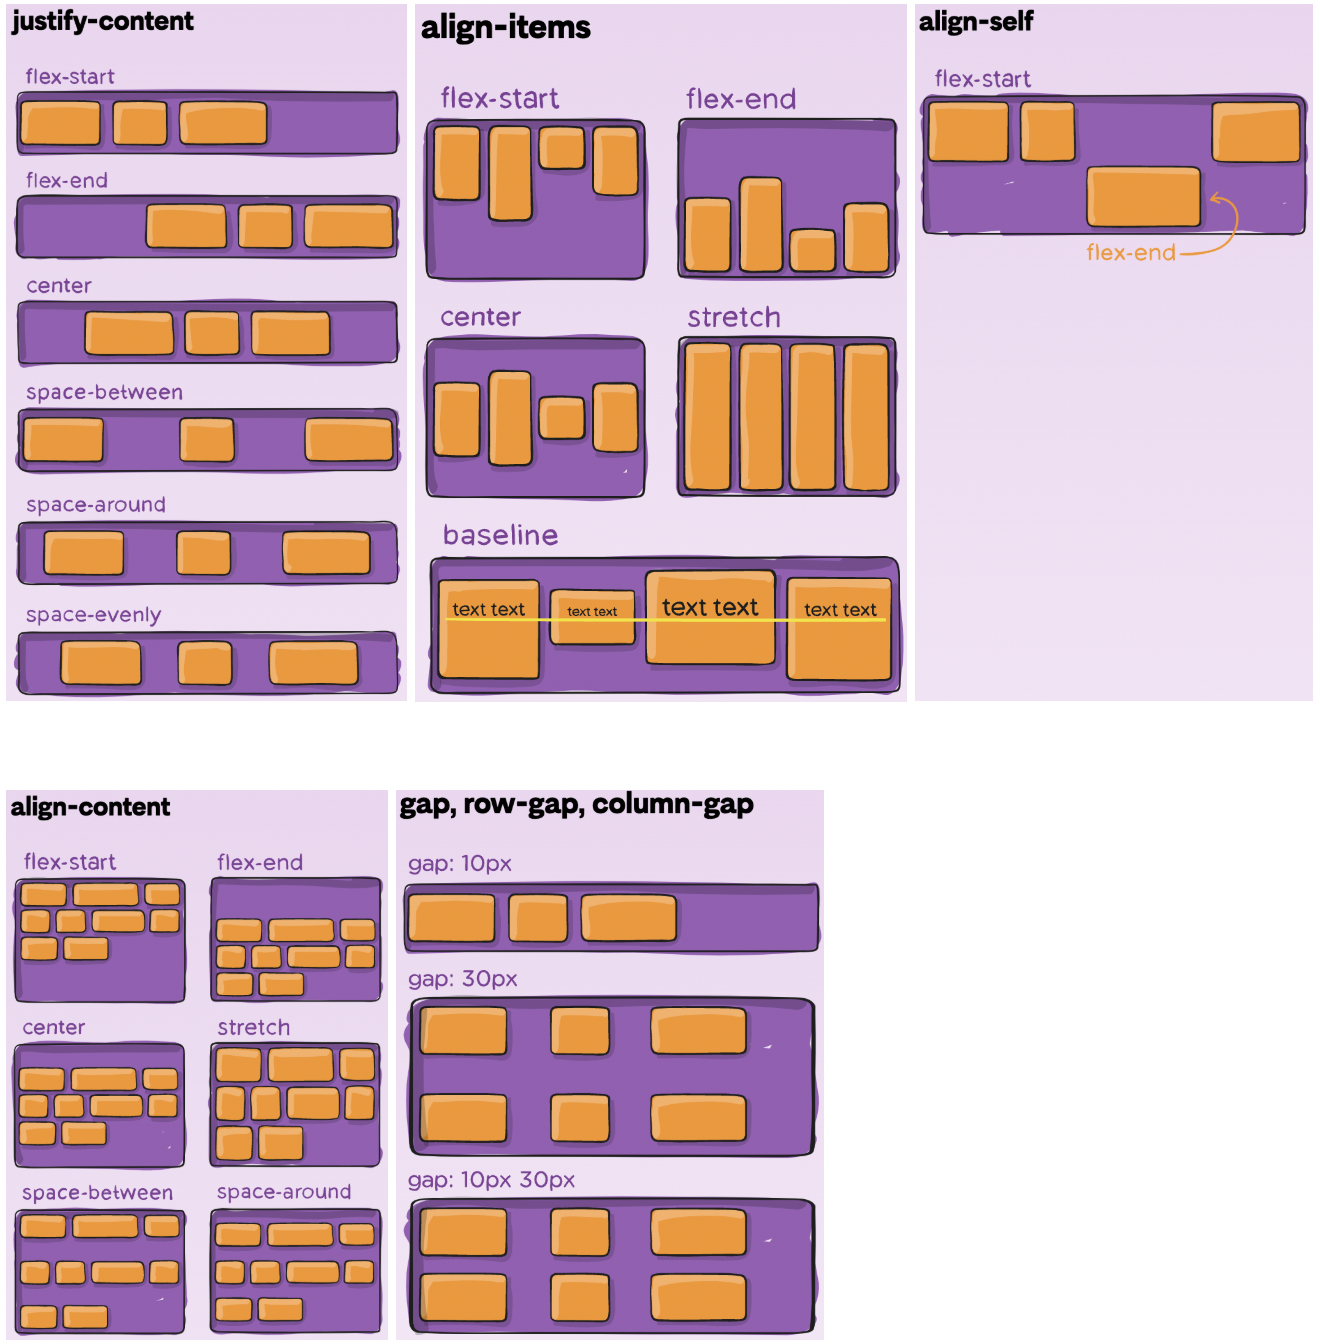 justify-content
flex-start
flex-end
center
space-between
space-around
space-evenly
align-items
flex-start
flex-end
center
stretch
baseline
text text
text text
text text
text text
align-self
flex-start
flex-end
align-content
flex-start
flex-end
center
stretch
space-between
space-around
gap, row-gap, column-gap
gap: 10px
gap: 30px
gap: 10px 30px